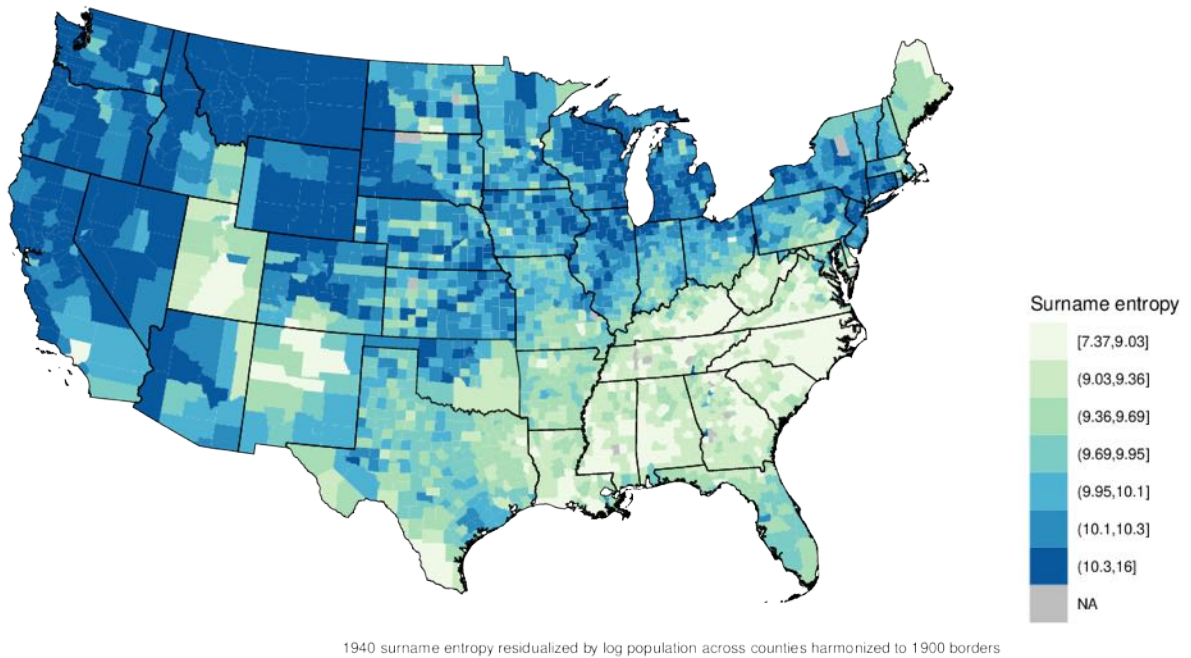 Surname entropy
[7.37,9.03]
(9.03,9.36]
(9.36,9.69]
(9.69,9.95]
(9.95,10.1]
(10.1,10.3]
(10.3,16]
NA
1940 surname entropy residualized by log population across counties harmonized to 1900 borders